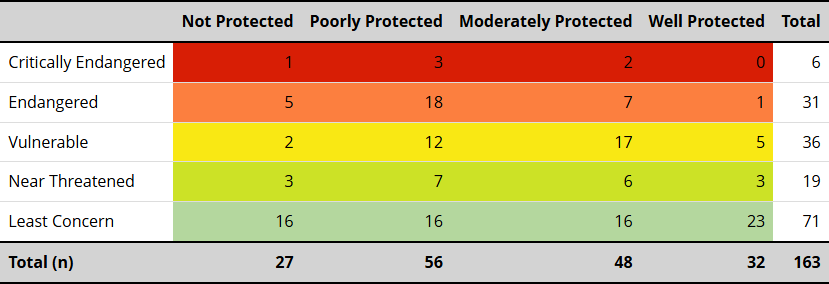 Not Protected Poorly Protected Moderately Protected Well Protected Total
Critically Endangered 1 3 2 0 6
Endangered 5 18 7 1 31
Vulnerable 2 12 17 5 36
Near Threatened 3 7 6 3 19
Least Concern 16 16 16 23 71
Total (n) 27 56 48 32 163